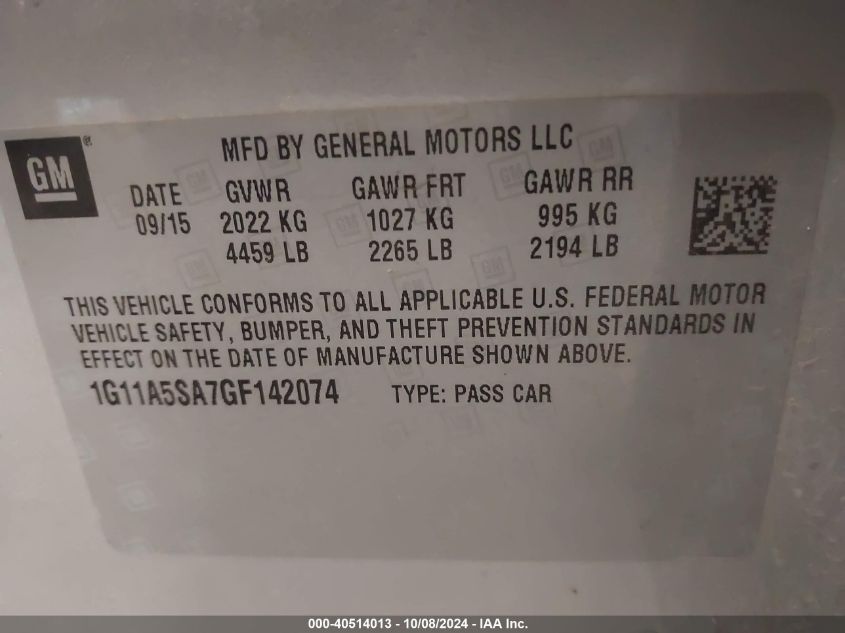 GM
MFD BY GENERAL MOTORS LLC
DATE GVWR GAWR FRT GAWR RR
09/15 2022 KG 1027 KG 995 KG
4459 LB 2265 LB 2194 LB
THIS VEHICLE CONFORMS TO ALL APPLICABLE U.S. FEDERAL MOTOR
VEHICLE SAFETY, BUMPER, AND THEFT PREVENTION STANDARDS IN
EFFECT ON THE DATE OF MANUFACTURE SHOWN ABOVE.
1G11A5SA7GF142074 TYPE: PASS CAR
000-40514013 - 10/08/2024 - IAA Inc.